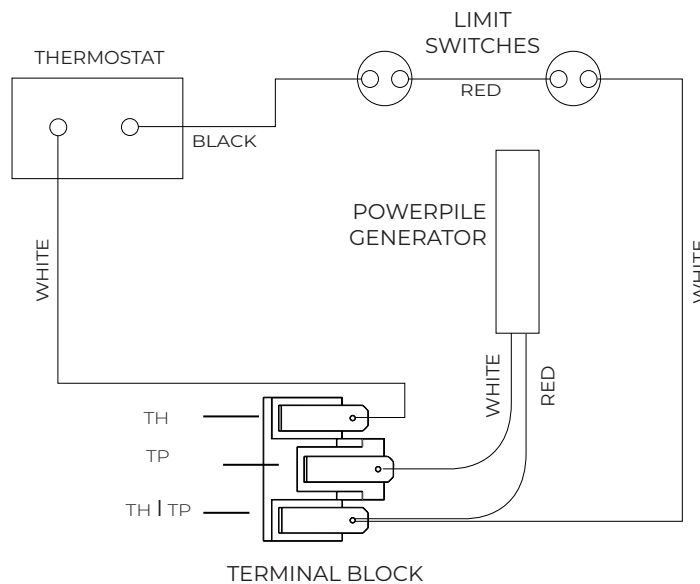 LIMIT
SWITCHES
THERMOSTAT
RED
BLACK
POWERPILE
GENERATOR
WHITE
WHITE
WHITE
RED
TH
TP
TH | TP
TERMINAL BLOCK